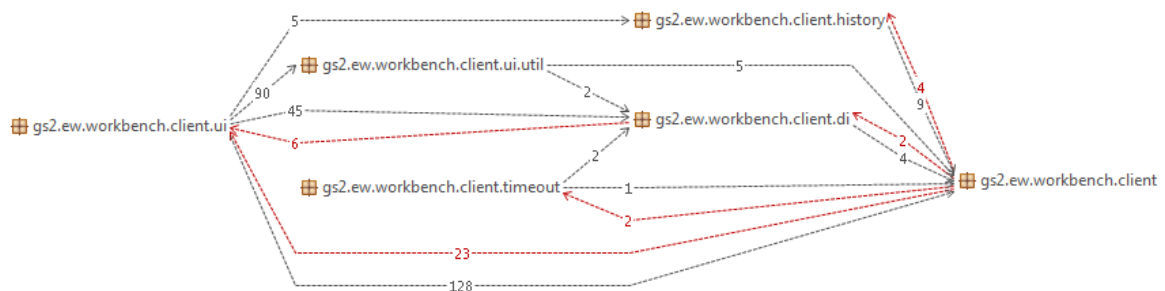 5
gs2.ew.workbench.client.history
gs2.ew.workbench.client.ui.util
5
90
2
4
9
45
gs2.ew.workbench.client.ui
gs2.ew.workbench.client.di
6
2
2
4
gs2.ew.workbench.client.timeout
1
gs2.ew.workbench.client
2
23
128